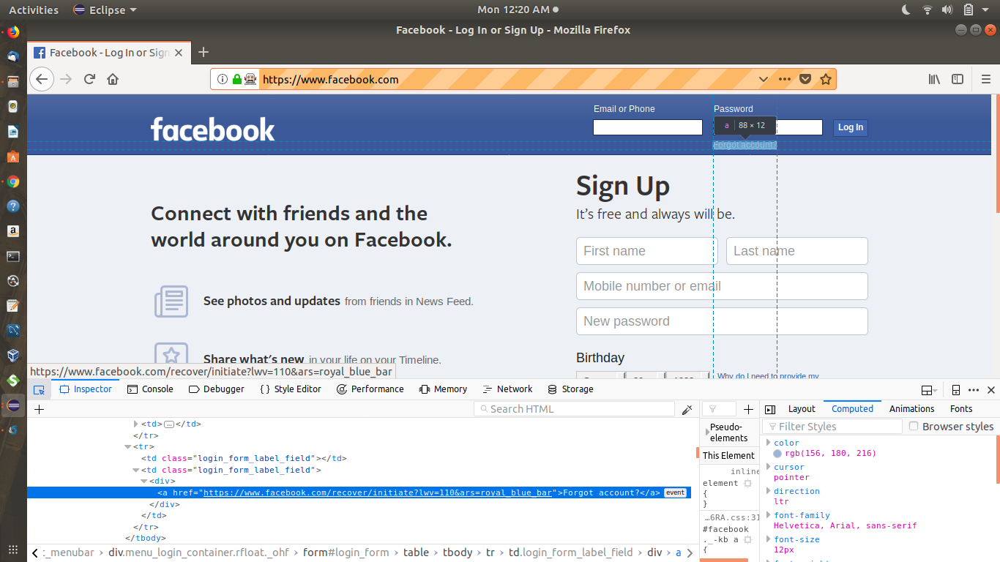 Activities Eclipse Mon 12:20 AM
Facebook - Log In or Sign Up - Mozilla Firefox
Facebook - Log In or Sign
https://www.facebook.com
Email or Phone Password
facebook a 88 × 12 Log In
Forgot account?
Sign Up
It's free and always will be.
Connect with friends and the
world around you on Facebook.
First name Last name
Mobile number or email
See photos and updates from friends in News Feed.
New password
Share what's new in your life on your Timeline.
Birthday
https://www.facebook.com/recover/initiate?lwv=110&ars=royal_blue_bar
Why do I need to provide my
Inspector Console Debugger Style Editor Performance Memory Network Storage
Search HTML
Layout Computed Animations Fonts
Filter Styles Browser styles
<td>…</td>
</tr>
<tr>
<td class="login_form_label_field"></td>
<td class="login_form_label_field">
<div>
<a href="https://www.facebook.com/recover/initiate?lwv=110&ars=royal_blue_bar">Forgot account?</a> event
</div>
</td>
</tr>
</tbody>
Pseudo-
elements
This Element
inline
element
{
}
…6RA.css:31
#facebook
._-kb a
{
color
rgb(156, 180, 216)
cursor
pointer
direction
ltr
font-family
Helvetica, Arial, sans-serif
font-size
12px
:_menubar › div.menu_login_container.rfloat._ohf › form#login_form › table › tbody › tr › td.login_form_label_field › div › a